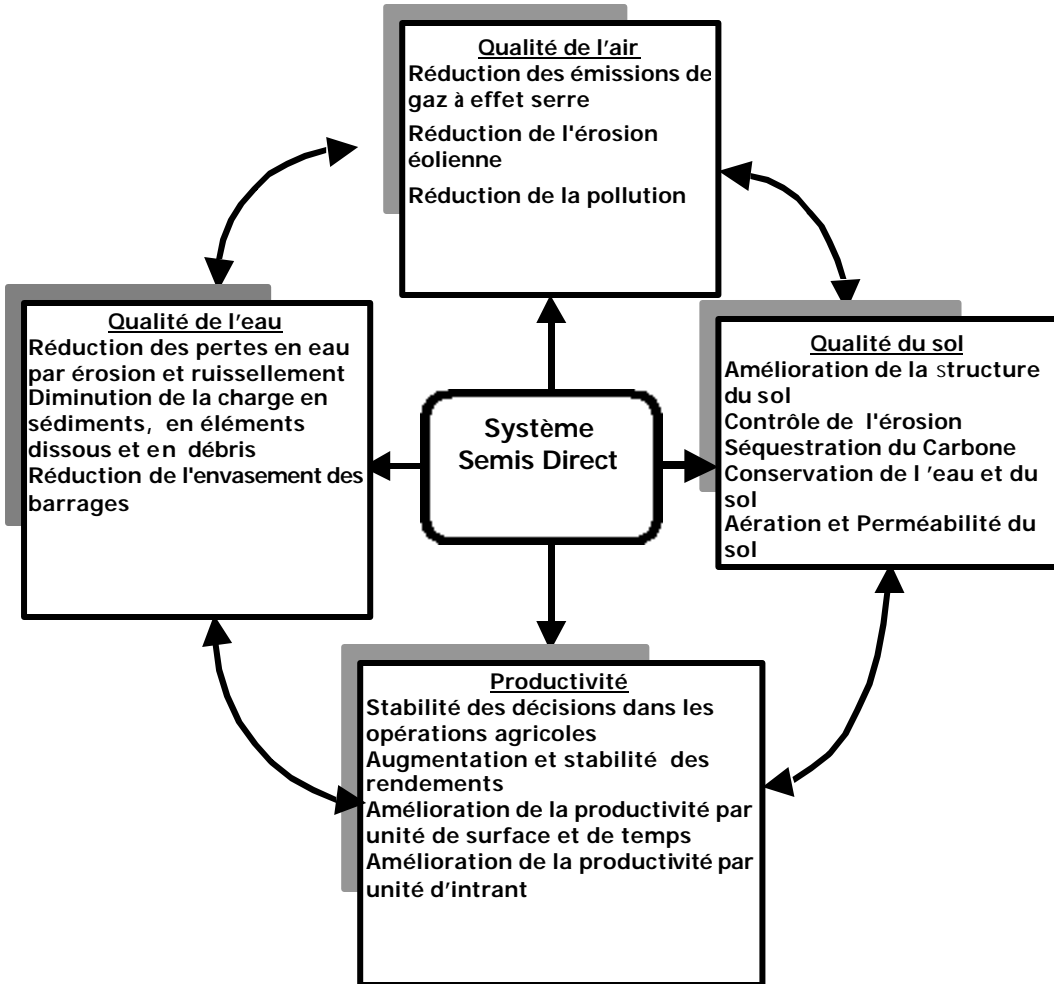 Qualité de l'air
Réduction des émissions de
gaz à effet serre
Réduction de l'érosion
éolienne
Réduction de la pollution
Qualité de l'eau
Réduction des pertes en eau
par érosion et ruissellement
Diminution de la charge en
sédiments, en éléments
dissous et en débris
Réduction de l'envasement des
barrages
Système
Semis Direct
Qualité du sol
Amélioration de la structure
du sol
Contrôle de l'érosion
Séquestration du Carbone
Conservation de l 'eau et du
sol
Aération et Perméabilité du
sol
Productivité
Stabilité des décisions dans les
opérations agricoles
Augmentation et stabilité des
rendements
Amélioration de la productivité par
unité de surface et de temps
Amélioration de la productivité par
unité d'intrant